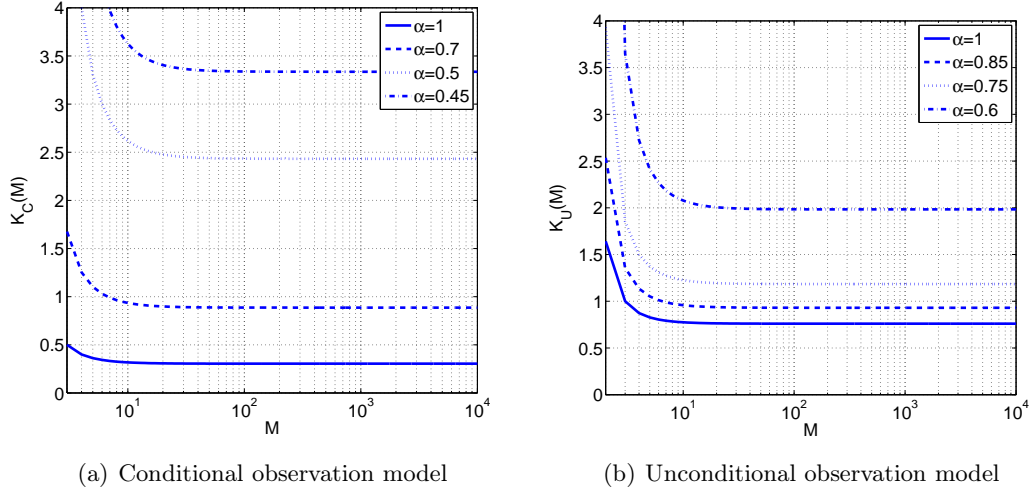 4
3.5
3
2.5
2
1.5
1
0.5
0
K_C(M)
10^1
10^2
10^3
10^4
M
α=1
α=0.7
α=0.5
α=0.45
(a) Conditional observation model
4
3.5
3
2.5
2
1.5
1
0.5
0
K_U(M)
10^1
10^2
10^3
10^4
M
α=1
α=0.85
α=0.75
α=0.6
(b) Unconditional observation model